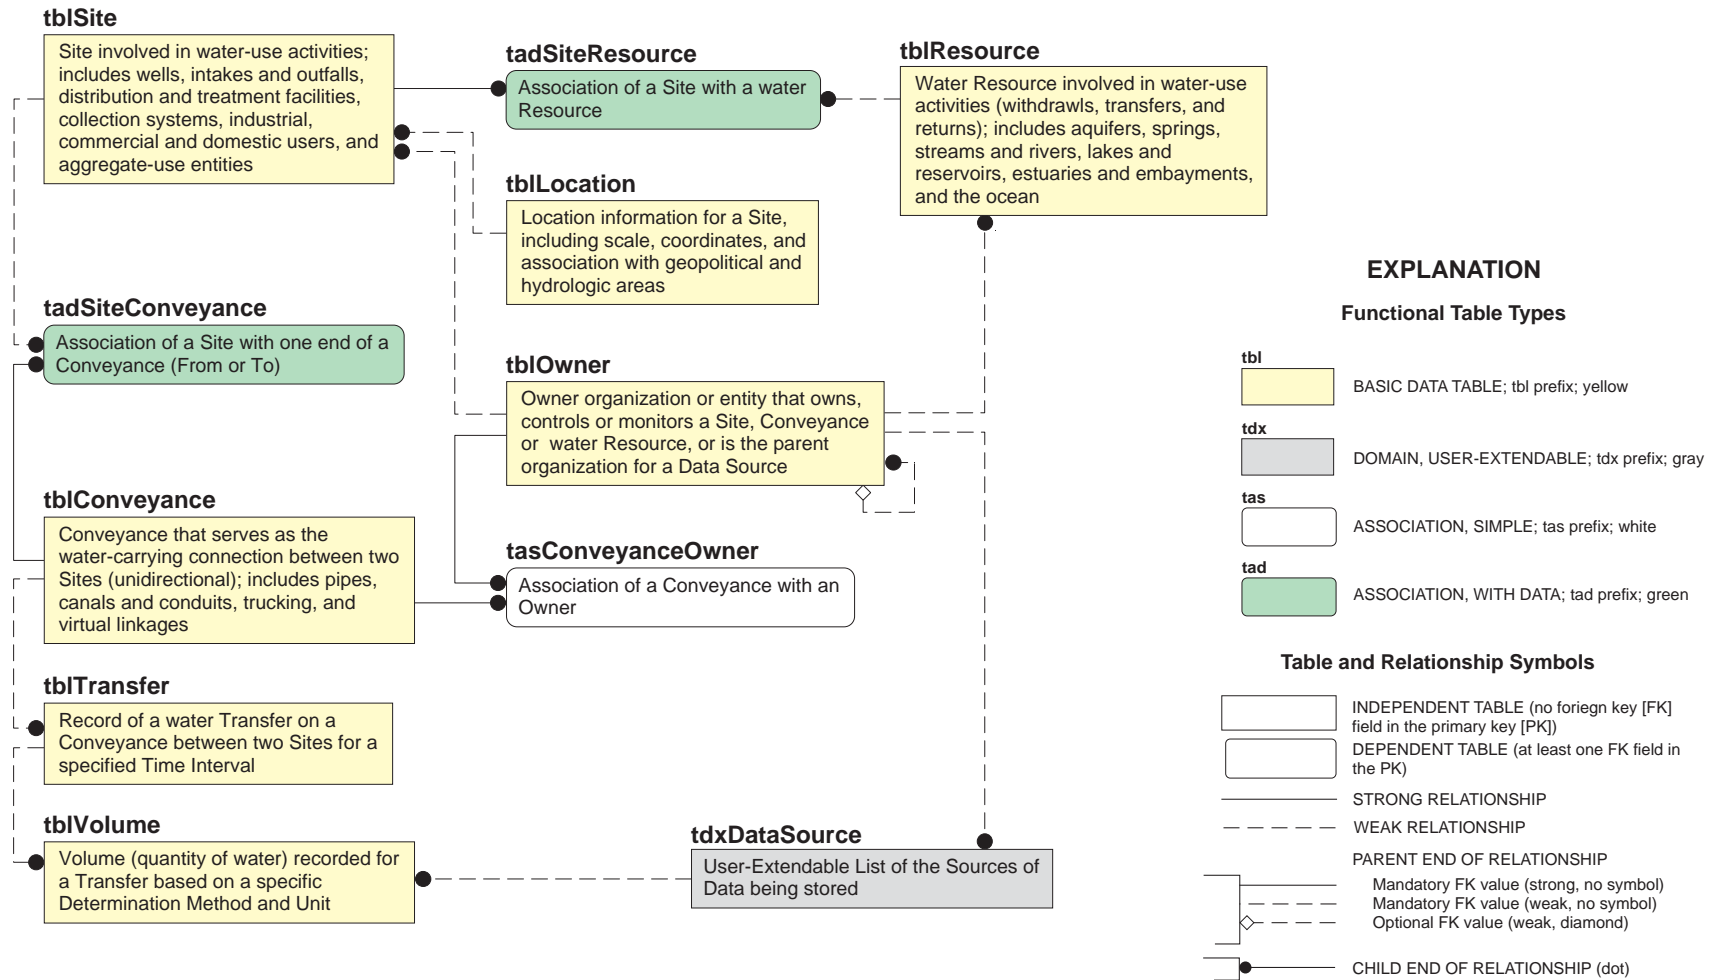 tblSite
Site involved in water-use activities;
includes wells, intakes and outfalls,
distribution and treatment facilities,
collection systems, industrial,
commercial and domestic users, and
aggregate-use entities
tadSiteResource
Association of a Site with a water
Resource
tblResource
Water Resource involved in water-use
activities (withdrawls, transfers, and
returns); includes aquifers, springs,
streams and rivers, lakes and
reservoirs, estuaries and embayments,
and the ocean
tblLocation
Location information for a Site,
including scale, coordinates, and
association with geopolitical and
hydrologic areas
tadSiteConveyance
Association of a Site with one end of a
Conveyance (From or To)
tblOwner
Owner organization or entity that owns,
controls or monitors a Site, Conveyance
or water Resource, or is the parent
organization for a Data Source
tblConveyance
Conveyance that serves as the
water-carrying connection between two
Sites (unidirectional); includes pipes,
canals and conduits, trucking, and
virtual linkages
tasConveyanceOwner
Association of a Conveyance with an
Owner
tblTransfer
Record of a water Transfer on a
Conveyance between two Sites for a
specified Time Interval
tblVolume
Volume (quantity of water) recorded for
a Transfer based on a specific
Determination Method and Unit
tdxDataSource
User-Extendable List of the Sources of
Data being stored
EXPLANATION
Functional Table Types
tbl
BASIC DATA TABLE; tbl prefix; yellow
tdx
DOMAIN, USER-EXTENDABLE; tdx prefix; gray
tas
ASSOCIATION, SIMPLE; tas prefix; white
tad
ASSOCIATION, WITH DATA; tad prefix; green
Table and Relationship Symbols
INDEPENDENT TABLE (no foriegn key [FK]
field in the primary key [PK])
DEPENDENT TABLE (at least one FK field in
the PK)
STRONG RELATIONSHIP
WEAK RELATIONSHIP
PARENT END OF RELATIONSHIP
Mandatory FK value (strong, no symbol)
Mandatory FK value (weak, no symbol)
Optional FK value (weak, diamond)
CHILD END OF RELATIONSHIP (dot)